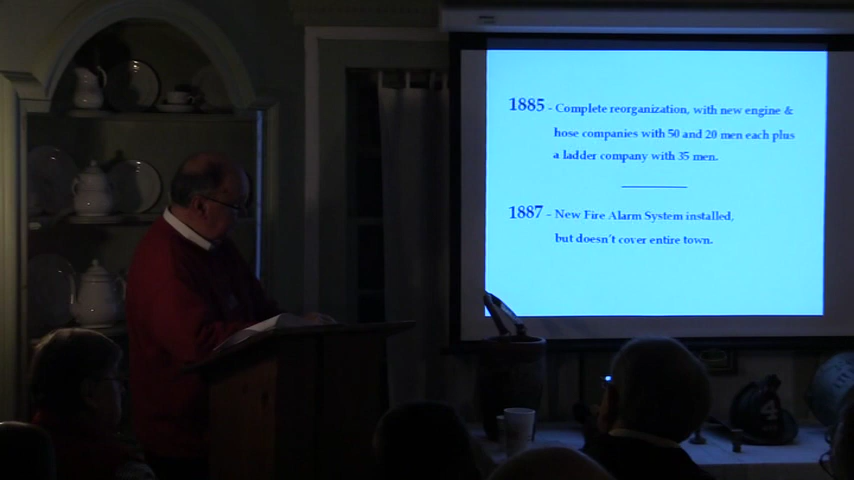 1885 - Complete reorganization, with new engine &
hose companies with 50 and 20 men each plus
a ladder company with 35 men.
1887 - New Fire Alarm System installed,
but doesn't cover entire town.
4